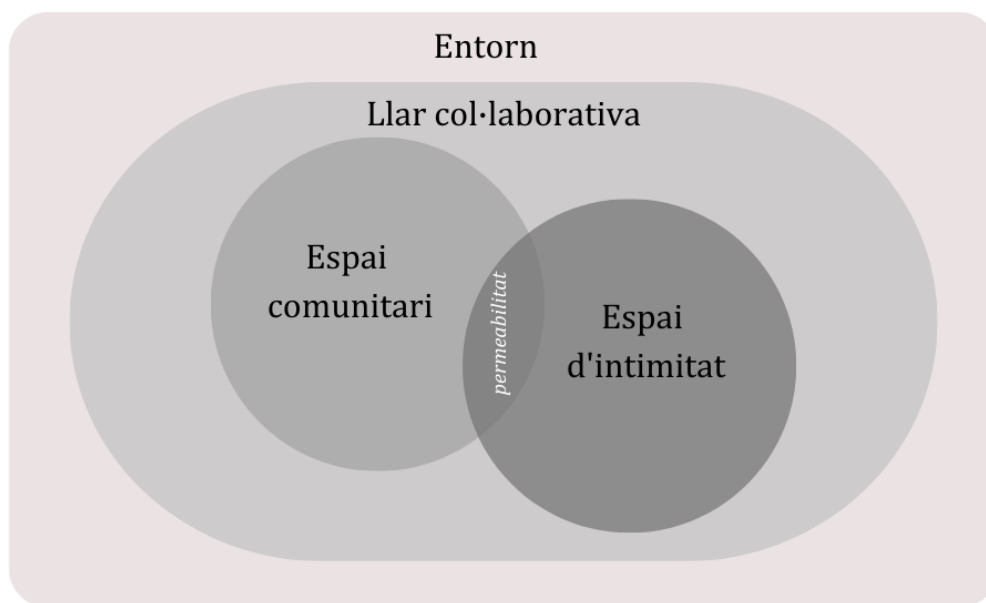 Entorn
Llar col·laborativa
Espai
comunitari
permeabilitat
Espai
d'intimitat